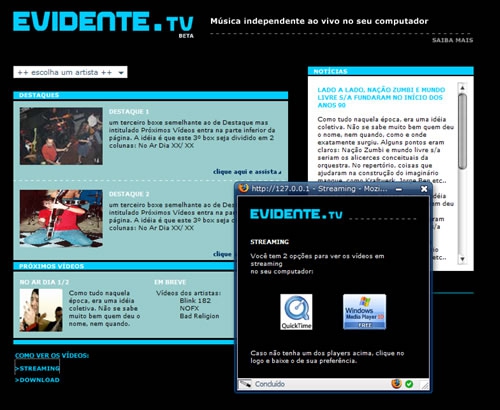 EVIDENTE.TV
BETA
Música independente ao vivo no seu computador
SAIBA MAIS
++ escolha um artista ++
DESTAQUES
DESTAQUE 1
um terceiro boxe semelhante ao de Destaque mas
intitulado Próximos Vídeos entra na parte inferior da
página. A idéia é que este 3º box seja dividido em 2
colunas: No Ar Dia XX/ XX
clique aqui e assista
DESTAQUE 2
um terceiro boxe semelhante ao de
intitulado Próximos Vídeos entra na
página. A idéia é que este 3º box s
colunas: No Ar Dia XX/ XX
clique
PRÓXIMOS VÍDEOS
NO AR DIA 1/2
Como tudo naquela
época, era uma idéia
coletiva. Não se sabe
muito bem quem deu o
nome, nem quando,
EM BREVE
Vídeos dos artistas:
Blink 182
NOFX
Bad Religion
COMO VER OS VÍDEOS:
>STREAMING
>DOWNLOAD
NOTÍCIAS
LADO A LADO, NAÇÃO ZUMBI E MUNDO
LIVRE S/A FUNDARAM NO INÍCIO DOS
ANOS 90
Como tudo naquela época, era uma idéia
coletiva. Não se sabe muito bem quem deu
o nome, nem quando, como e onde
exatamente surgiu. Alguns pontos eram
claros: Nação Zumbi e mundo livre s/a
seriam os alicerces conceituais da
orquestra. No repertório, coisas que
ajudaram na construção do imaginário
http://127.0.0.1 - Streaming - Mozi...
EVIDENTE.TV
STREAMING
Você tem 2 opções para ver os vídeos em
streaming
no seu computador:
QuickTime
Windows
Media Player
FREE
Caso não tenha um dos players acima, clique no
logo e baixe o de sua preferência.
Concluído